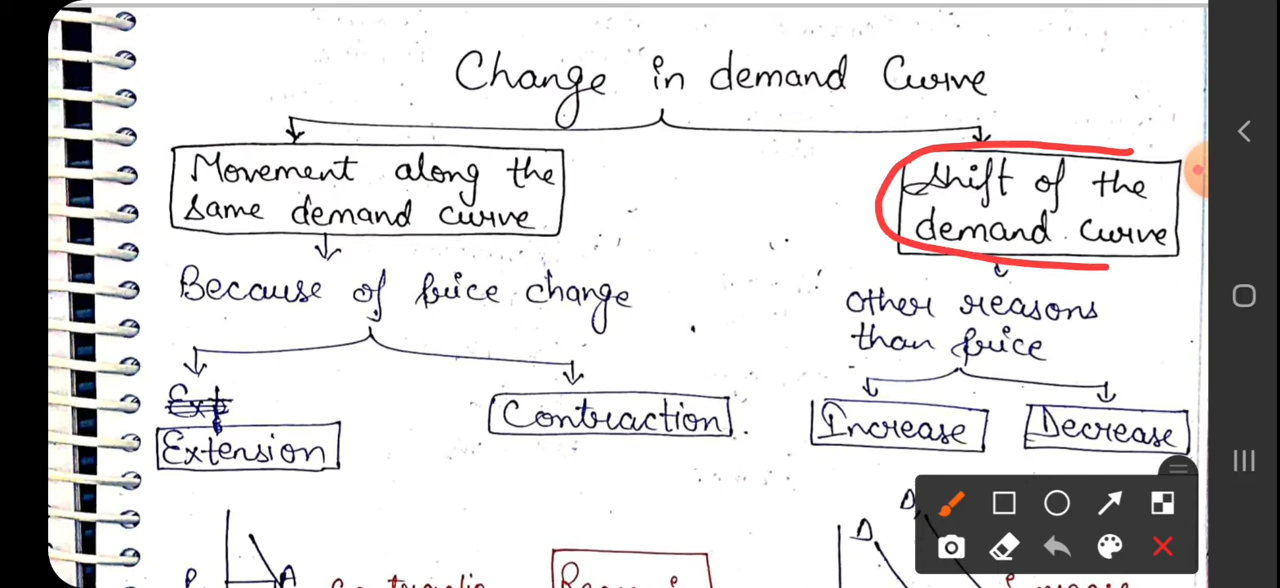 Change in demand Curve
Movement along the
same demand curve
Shift of the
demand curve
Because of price change
other reasons
than price
Extension
Contraction
Increase
Decrease
D
D
P
A